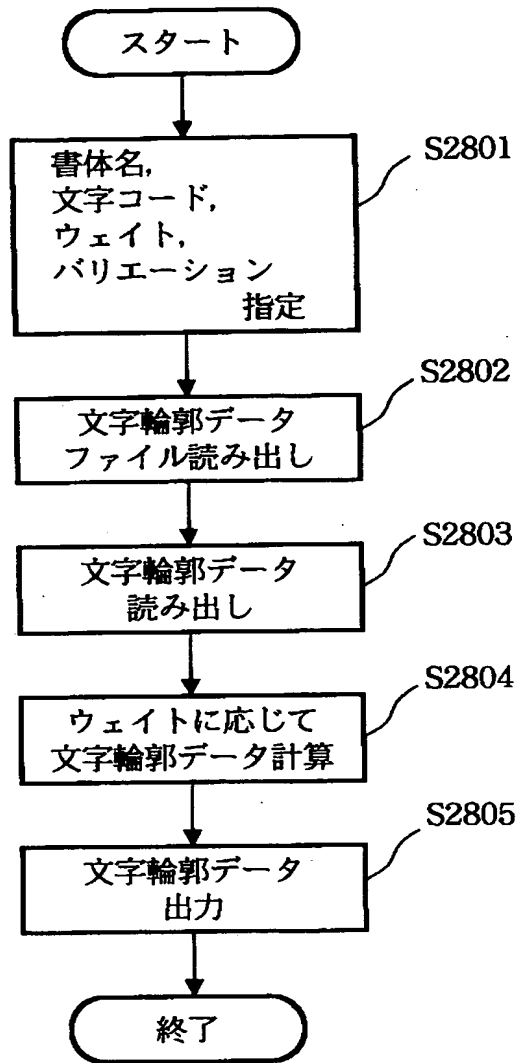 スタート
書体名,
文字コード,
ウェイト,
バリエーション
指定
S2801
文字輪郭データ
ファイル読み出し
S2802
文字輪郭データ
読み出し
S2803
ウェイトに応じて
文字輪郭データ計算
S2804
文字輪郭データ
出力
S2805
終了